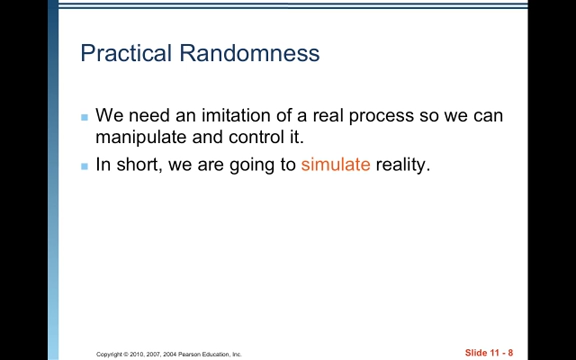 Practical Randomness
We need an imitation of a real process so we can
manipulate and control it.
In short, we are going to simulate reality.
Copyright © 2010, 2007, 2004 Pearson Education, Inc.
Slide 11 - 8